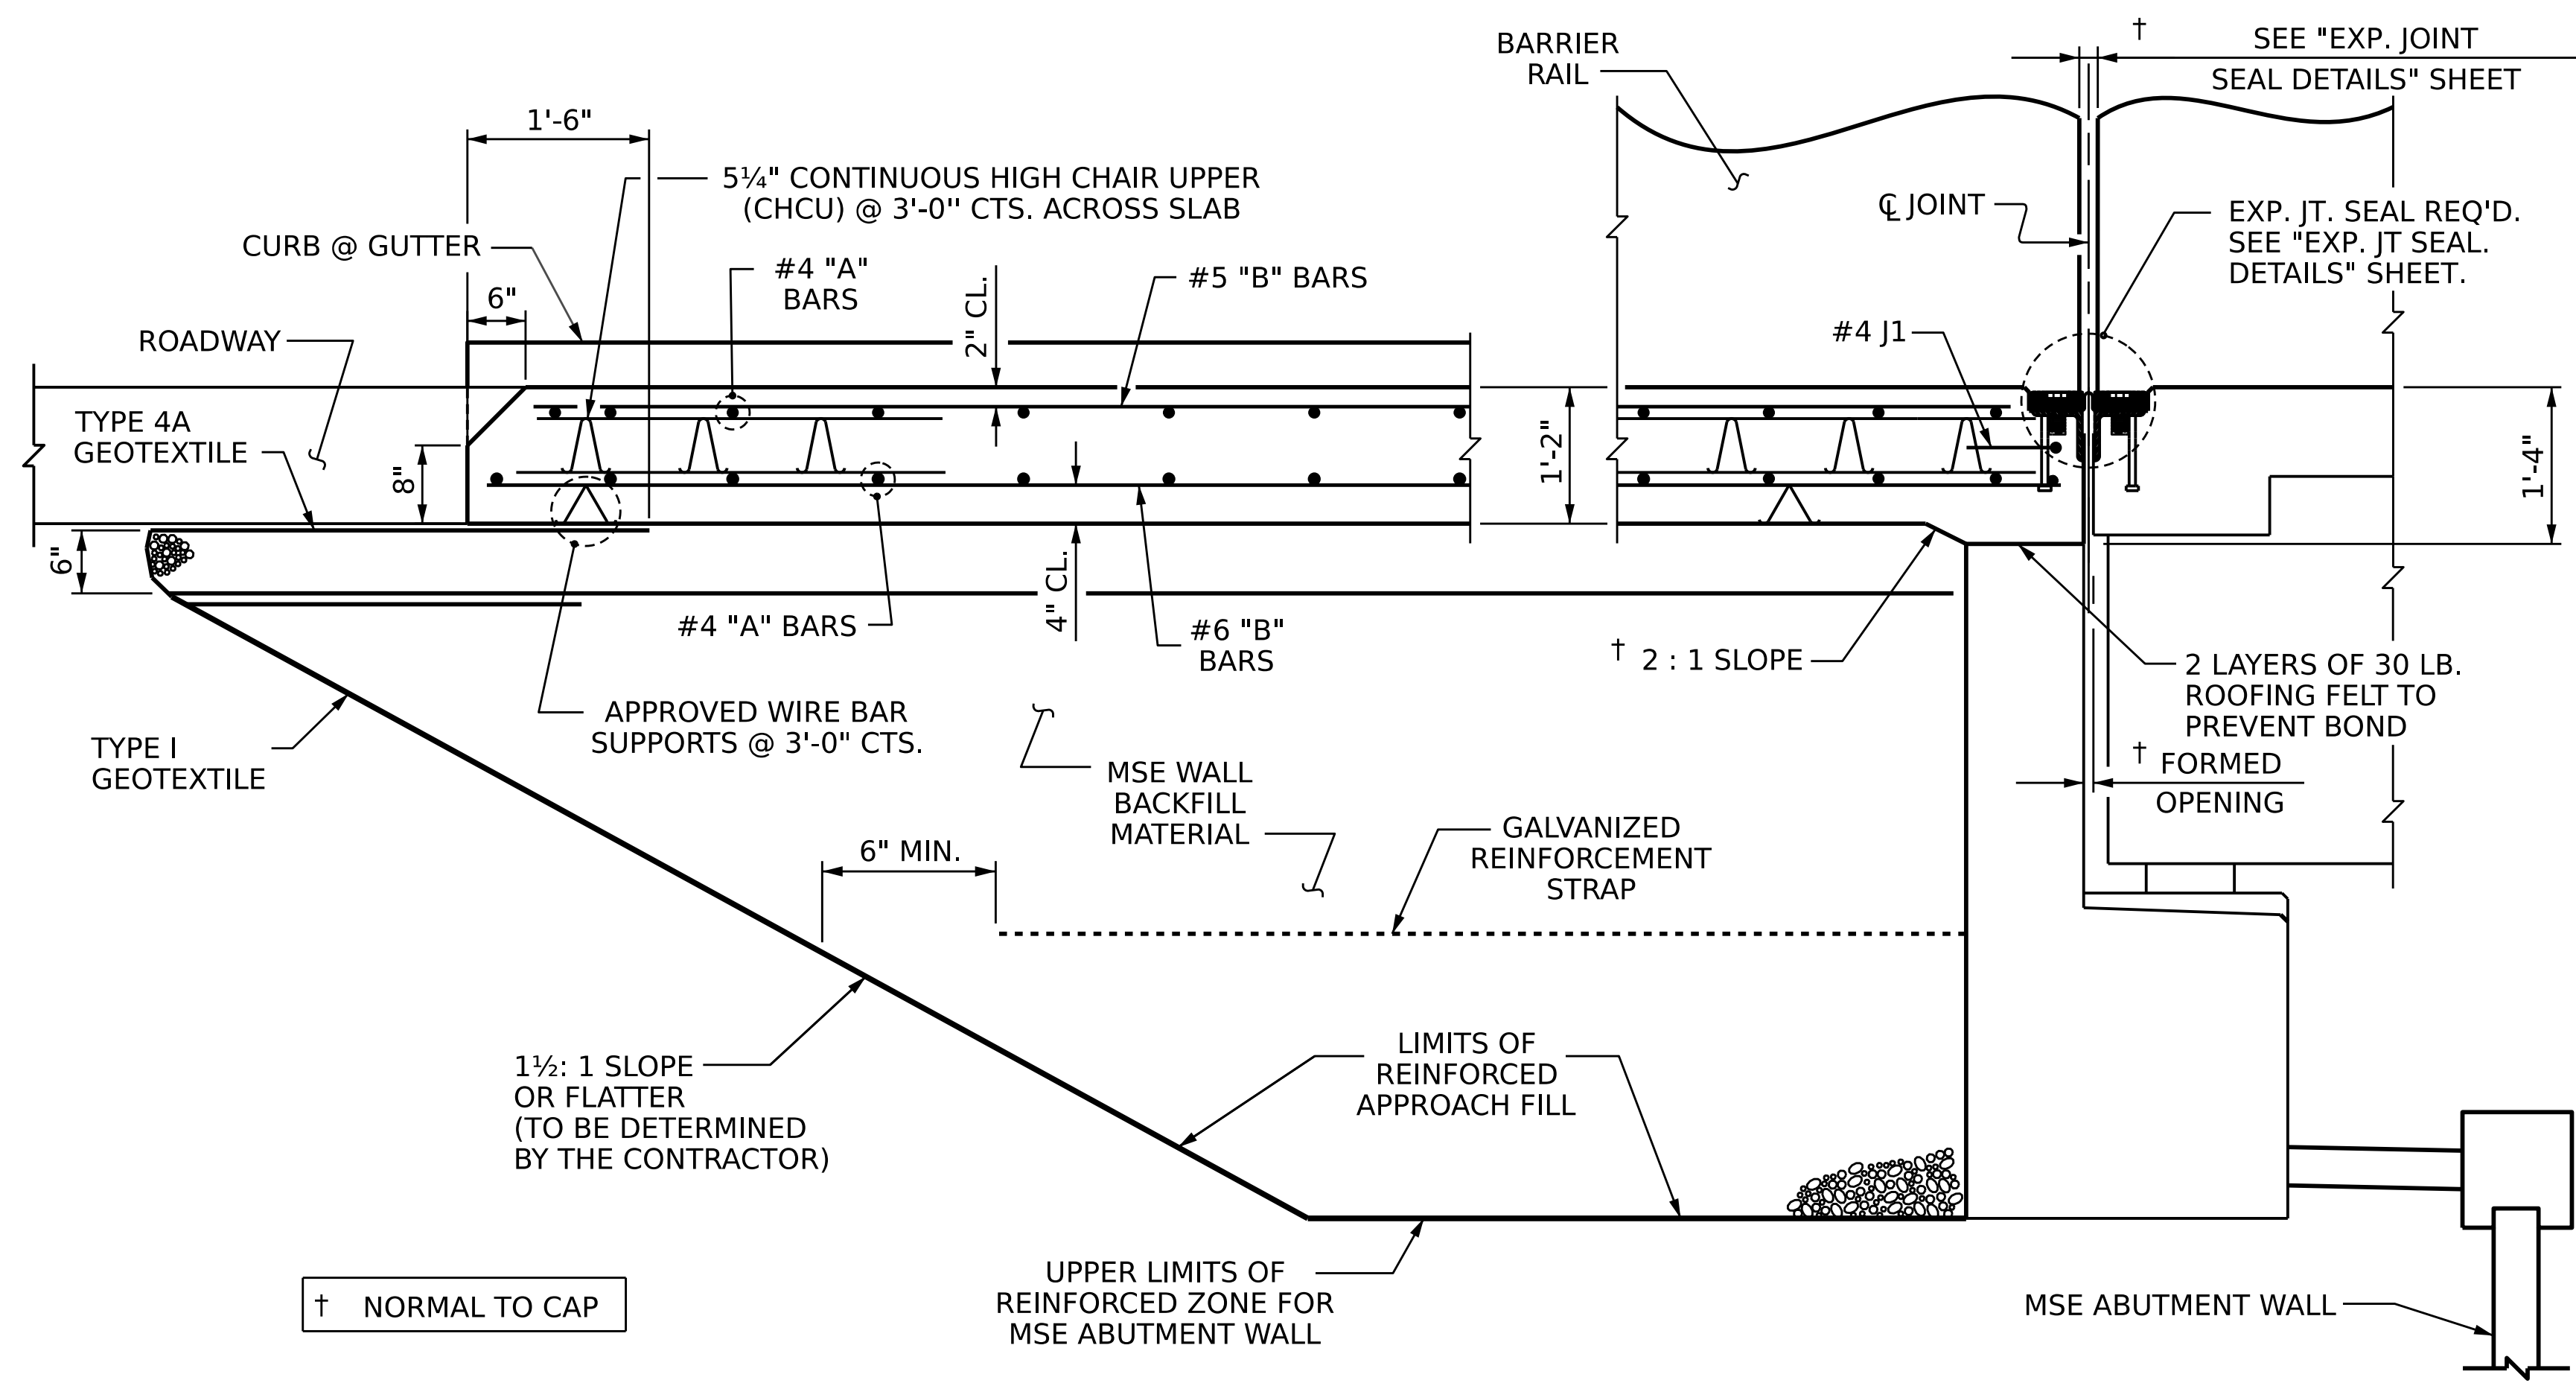 BARRIER
RAIL
†
SEE "EXP. JOINT
SEAL DETAILS" SHEET
1'-6"
5¼" CONTINUOUS HIGH CHAIR UPPER
(CHCU) @ 3'-0" CTS. ACROSS SLAB
℄ JOINT
EXP. JT. SEAL REQ'D.
SEE "EXP. JT SEAL.
DETAILS" SHEET.
CURB @ GUTTER
#4 "A"
BARS
2" CL.
#5 "B" BARS
6"
ROADWAY
#4 J1
TYPE 4A
GEOTEXTILE
8"
1'-2"
1'-4"
6"
#4 "A" BARS
4" CL.
#6 "B"
BARS
† 2 : 1 SLOPE
2 LAYERS OF 30 LB.
ROOFING FELT TO
PREVENT BOND
APPROVED WIRE BAR
SUPPORTS @ 3'-0" CTS.
TYPE I
GEOTEXTILE
MSE WALL
BACKFILL
MATERIAL
† FORMED
OPENING
6" MIN.
GALVANIZED
REINFORCEMENT
STRAP
1½: 1 SLOPE
OR FLATTER
(TO BE DETERMINED
BY THE CONTRACTOR)
LIMITS OF
REINFORCED
APPROACH FILL
UPPER LIMITS OF
REINFORCED ZONE FOR
MSE ABUTMENT WALL
† NORMAL TO CAP
MSE ABUTMENT WALL